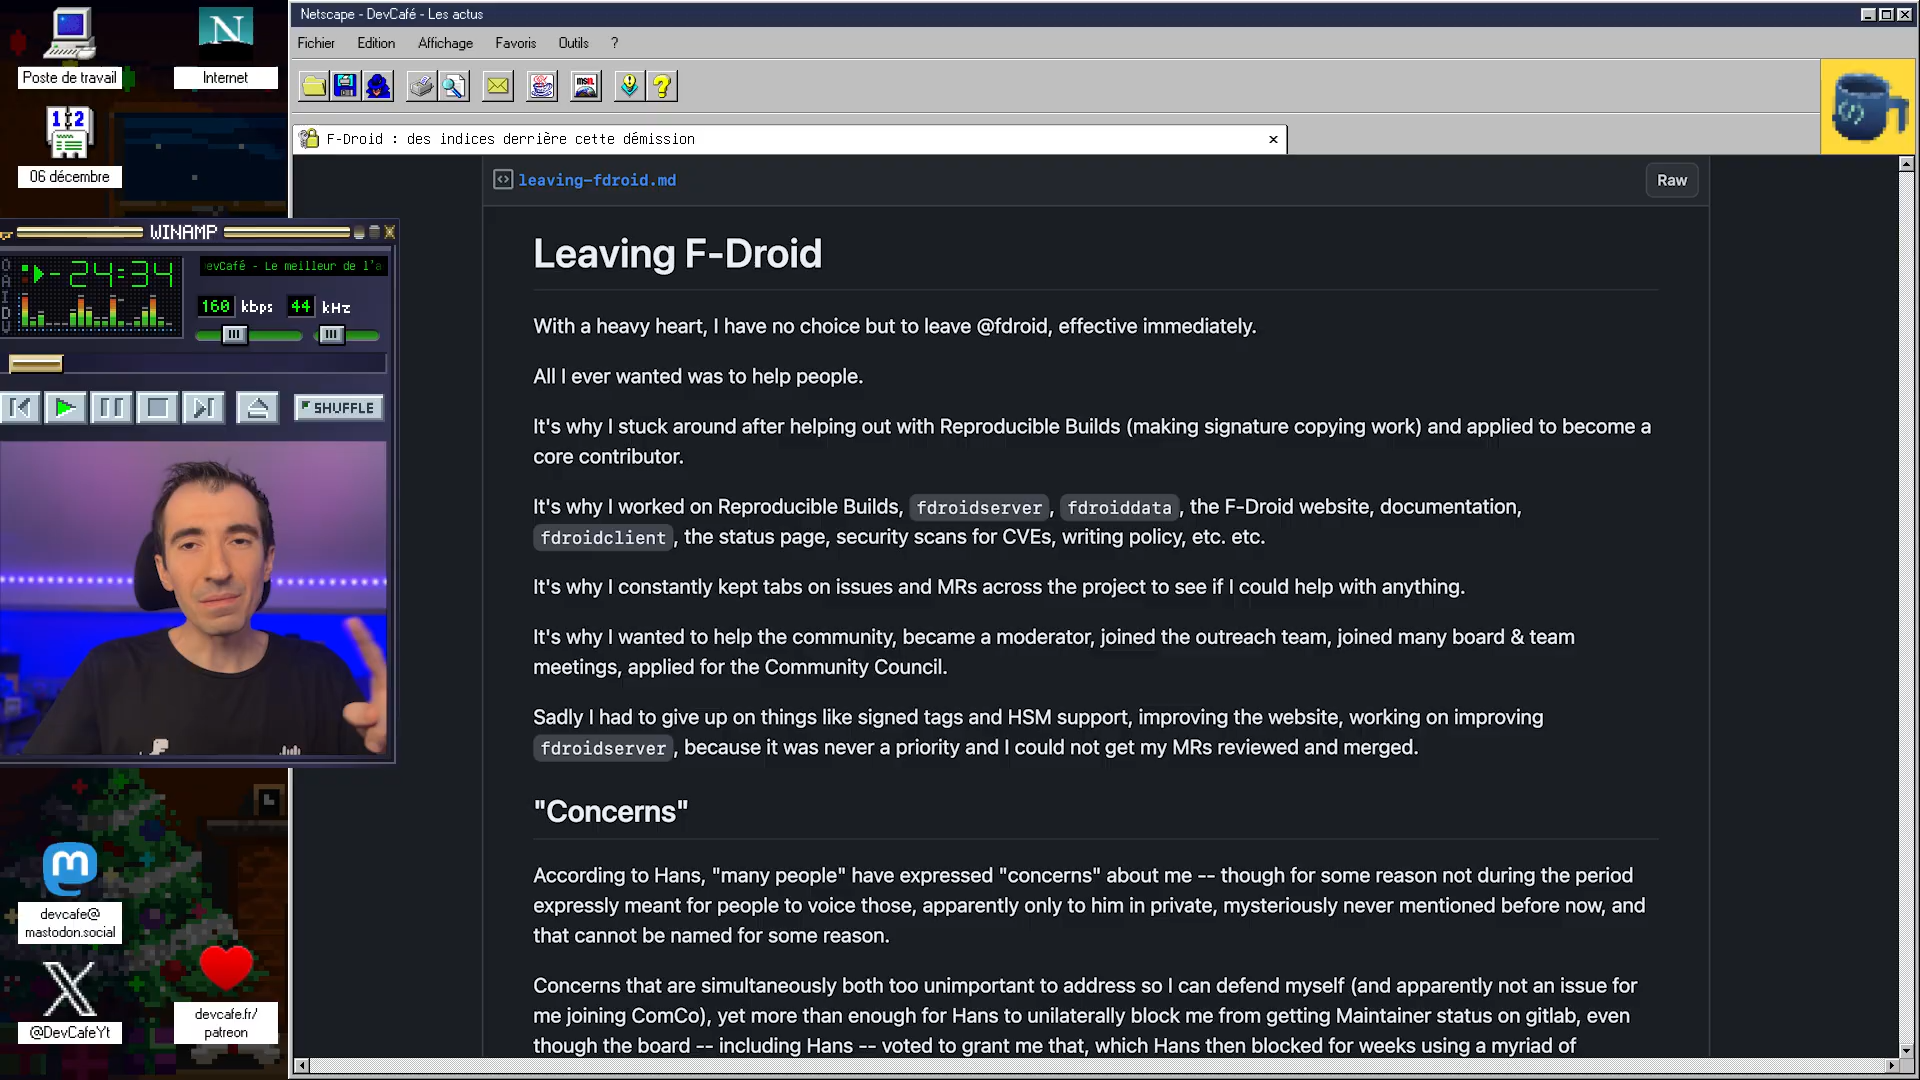 Netscape - DevCafé - Les actus
Poste de travail
Internet
Fichier Edition Affichage Favoris Outils ?
msn
F-Droid : des indices derrière cette démission
06 décembre
leaving-fdroid.md
Raw
WINAMP
-24:34
evCafé - Le meilleur de l'a
160 kbps 44 kHz
SHUFFLE
Leaving F-Droid
With a heavy heart, I have no choice but to leave @fdroid, effective immediately.
All I ever wanted was to help people.
It's why I stuck around after helping out with Reproducible Builds (making signature copying work) and applied to become a
core contributor.
It's why I worked on Reproducible Builds, fdroidserver, fdroiddata, the F-Droid website, documentation,
fdroidclient, the status page, security scans for CVEs, writing policy, etc. etc.
It's why I constantly kept tabs on issues and MRs across the project to see if I could help with anything.
It's why I wanted to help the community, became a moderator, joined the outreach team, joined many board & team
meetings, applied for the Community Council.
Sadly I had to give up on things like signed tags and HSM support, improving the website, working on improving
fdroidserver, because it was never a priority and I could not get my MRs reviewed and merged.
"Concerns"
According to Hans, "many people" have expressed "concerns" about me -- though for some reason not during the period
expressly meant for people to voice those, apparently only to him in private, mysteriously never mentioned before now, and
that cannot be named for some reason.
Concerns that are simultaneously both too unimportant to address so I can defend myself (and apparently not an issue for
me joining ComCo), yet more than enough for Hans to unilaterally block me from getting Maintainer status on gitlab, even
though the board -- including Hans -- voted to grant me that, which Hans then blocked for weeks using a myriad of
devcafe@
mastodon.social
@DevCafeYt
devcafe.fr/
patreon